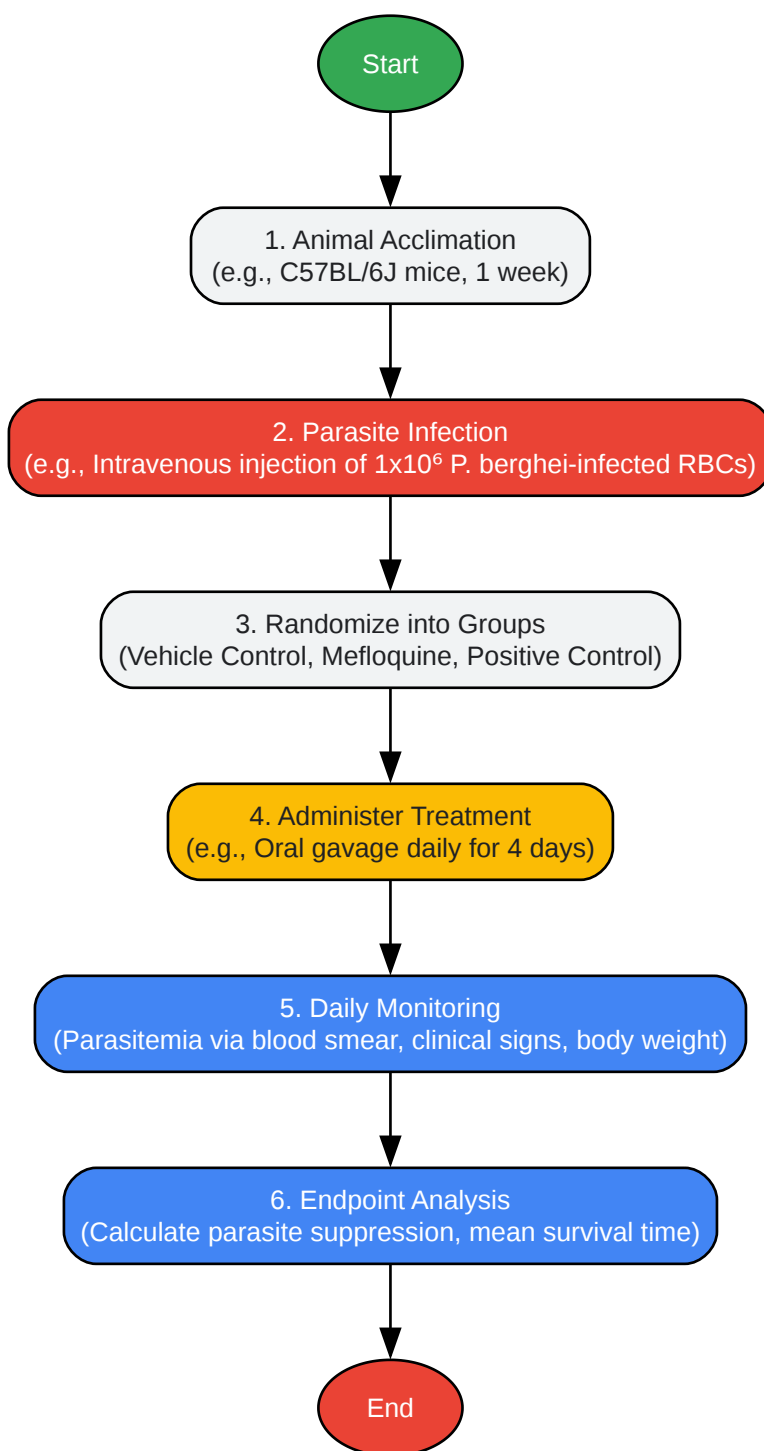 Start
1. Animal Acclimation
(e.g., C57BL/6J mice, 1 week)
2. Parasite Infection
(e.g., Intravenous injection of 1x10⁶ P. berghei-infected RBCs)
3. Randomize into Groups
(Vehicle Control, Mefloquine, Positive Control)
4. Administer Treatment
(e.g., Oral gavage daily for 4 days)
5. Daily Monitoring
(Parasitemia via blood smear, clinical signs, body weight)
6. Endpoint Analysis
(Calculate parasite suppression, mean survival time)
End